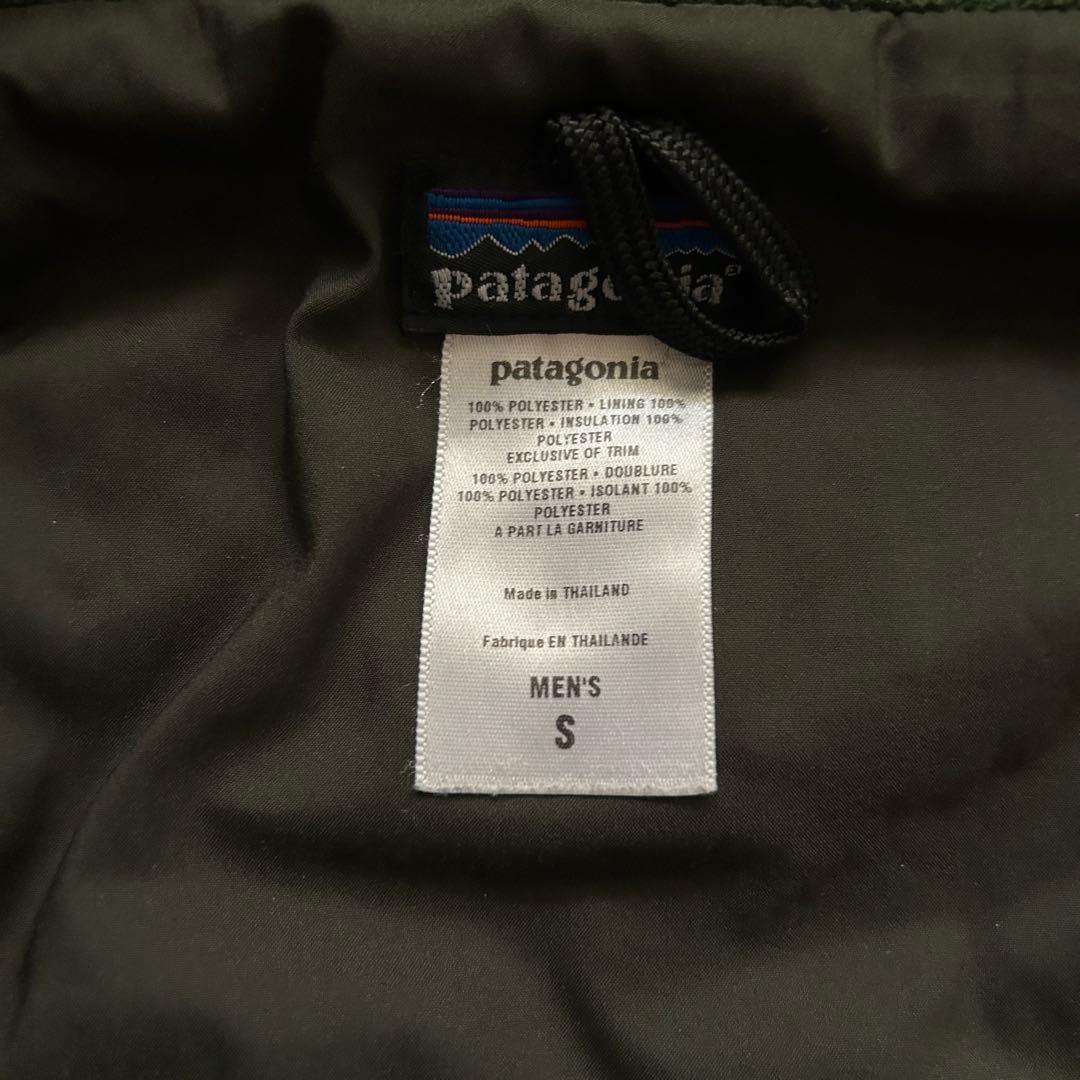 patagonia
patagonia
100% POLYESTER • LINING 100%
POLYESTER • INSULATION 100%
POLYESTER
EXCLUSIVE OF TRIM
100% POLYESTER • DOUBLURE
100% POLYESTER • ISOLANT 100%
POLYESTER
A PART LA GARNITURE
Made in THAILAND
Fabrique EN THAILANDE
MEN'S
S